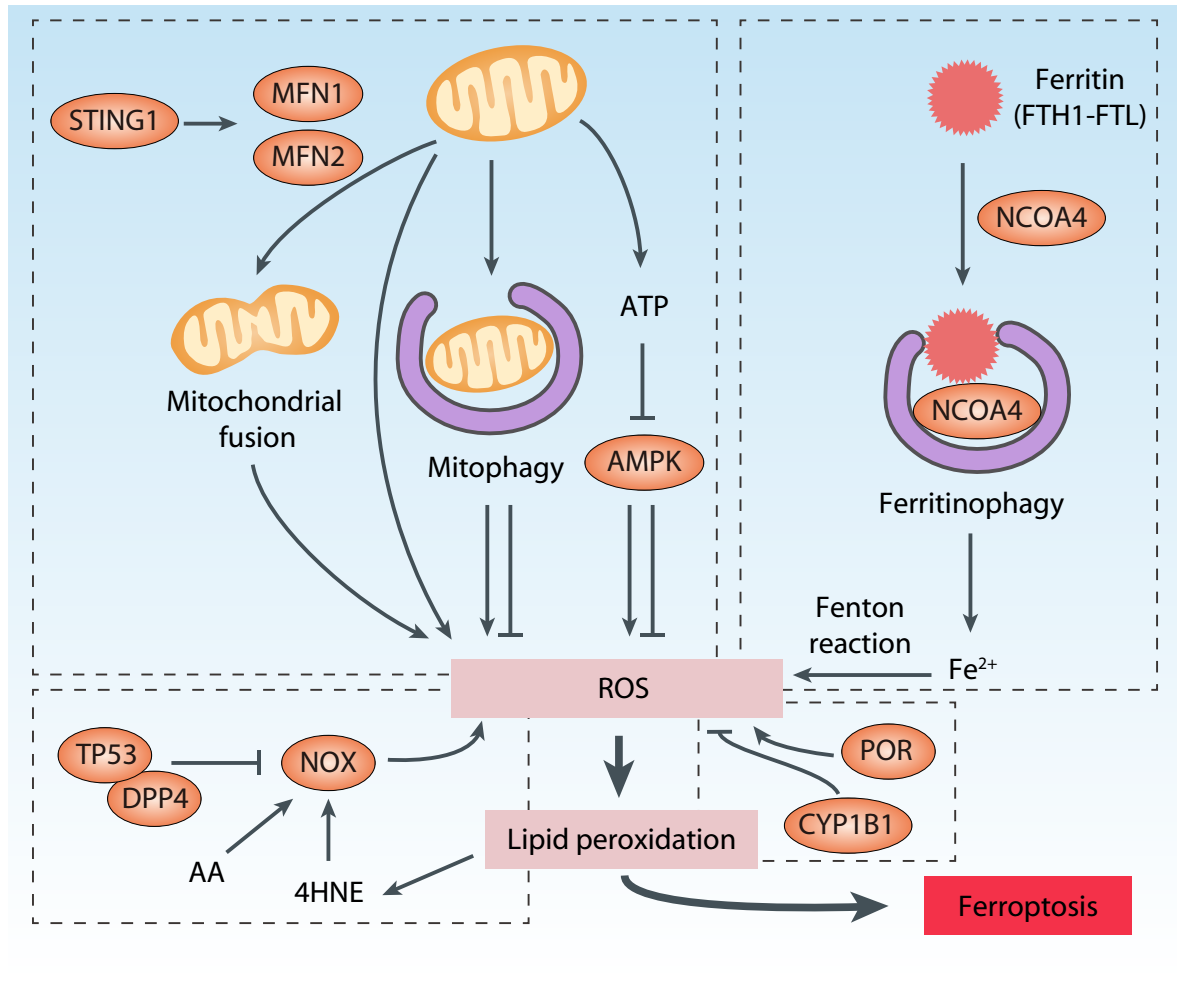 STING1
MFN1
MFN2
Ferritin
(FTH1-FTL)
NCOA4
ATP
Mitochondrial
fusion
Mitophagy
AMPK
NCOA4
Ferritinophagy
Fenton
reaction
Fe²⁺
ROS
TP53
DPP4
NOX
AA
4HNE
POR
CYP1B1
Lipid peroxidation
Ferroptosis